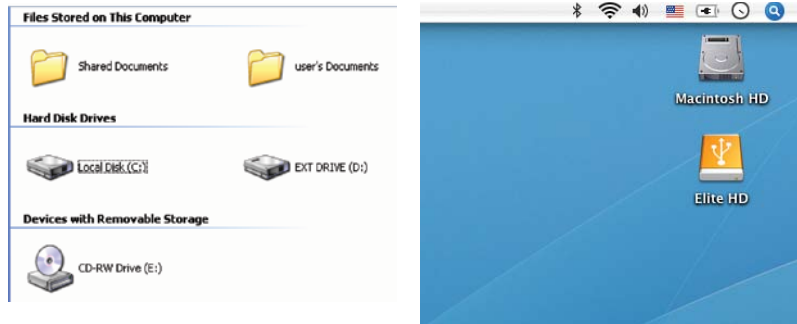 Files Stored on This Computer
Shared Documents
user's Documents
Hard Disk Drives
Local Disk (C:)
EXT DRIVE (D:)
Devices with Removable Storage
CD-RW Drive (E:)
Macintosh HD
Elite HD